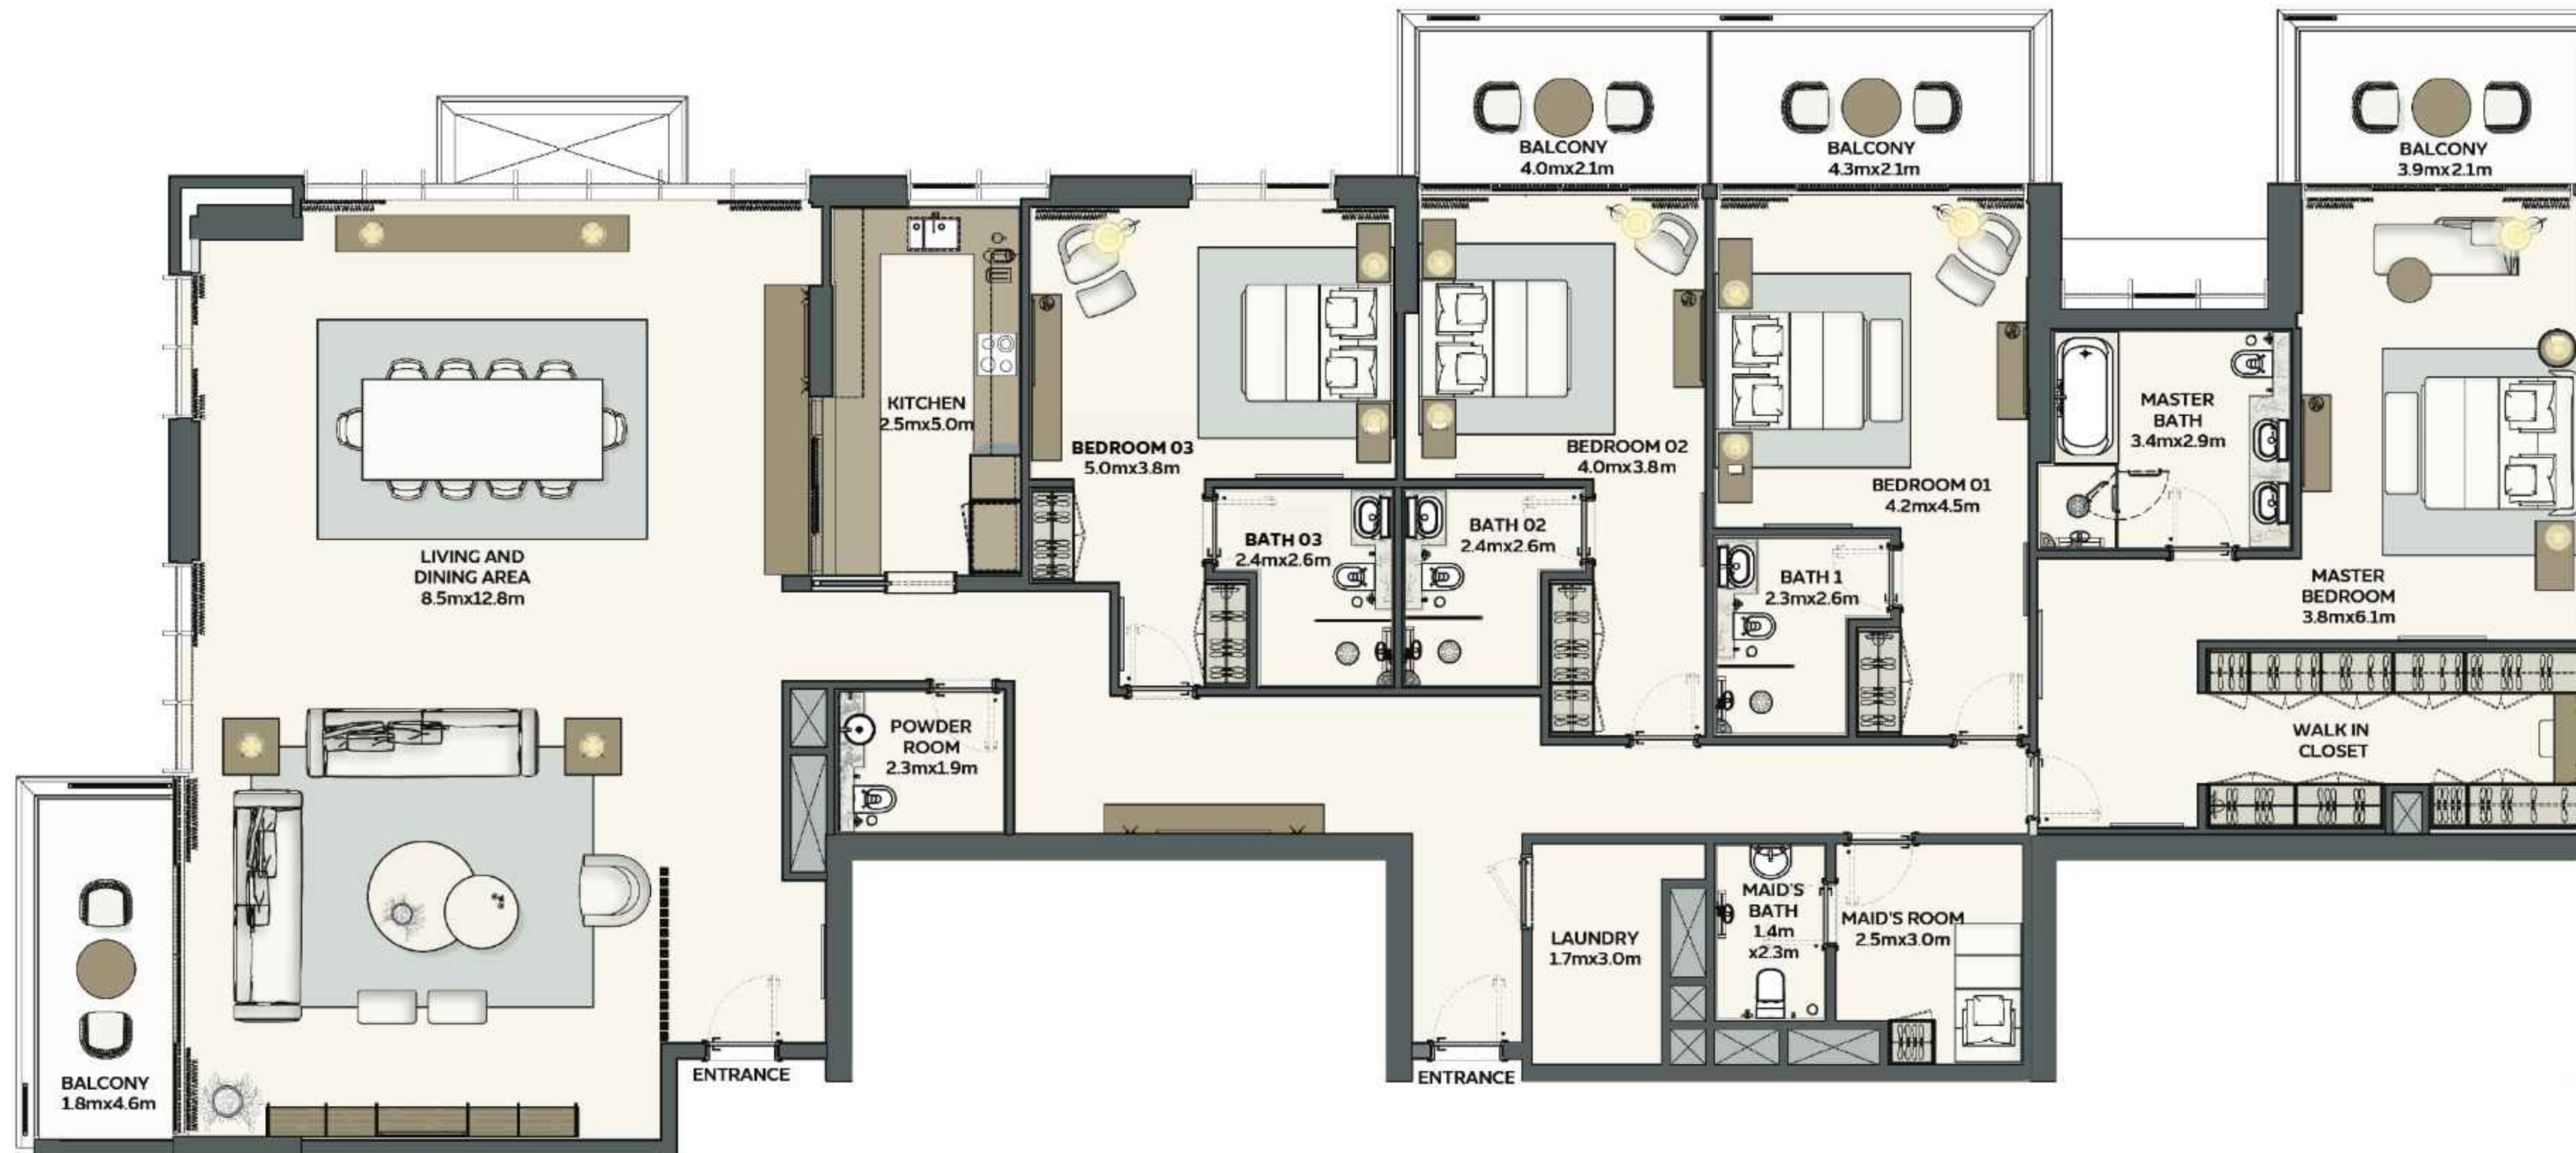 BALCONY
4.0mx2.1m
BALCONY
4.3mx2.1m
BALCONY
3.9mx2.1m
KITCHEN
2.5mx5.0m
BEDROOM 03
5.0mx3.8m
BEDROOM 02
4.0mx3.8m
BEDROOM 01
4.2mx4.5m
MASTER
BATH
3.4mx2.9m
LIVING AND
DINING AREA
8.5mx12.8m
BATH 03
2.4mx2.6m
BATH 02
2.4mx2.6m
BATH 1
2.3mx2.6m
MASTER
BEDROOM
3.8mx6.1m
POWDER
ROOM
2.3mx1.9m
WALK IN
CLOSET
LAUNDRY
1.7mx3.0m
MAID'S
BATH
1.4m
x2.3m
MAID'S ROOM
2.5mx3.0m
BALCONY
1.8mx4.6m
ENTRANCE
ENTRANCE